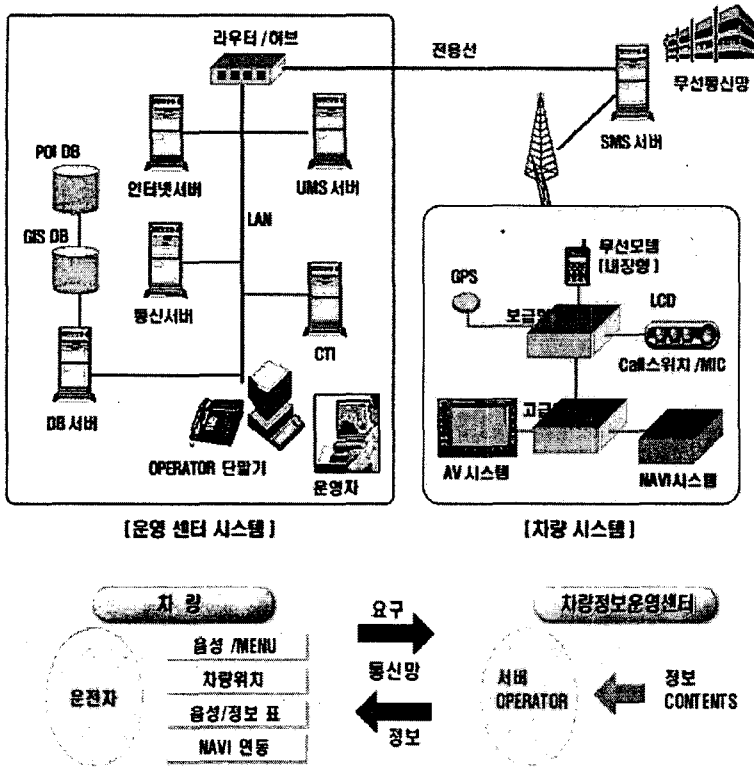 라우터/허브
전용선
무선통신망
SMS 서버
POI DB
인터넷서버
UMS 서버
GIS DB
LAN
통신서버
CTI
DB 서버
OPERATOR 단말기
운영자
[운영 센터 시스템]
무선모뎀
(내장형)
GPS
LCD
보급
Call스위치/MIC
고급
AV시스템
NAVI시스템
[차량 시스템]
차 량
요구
차량정보운영센터
음성 /MENU
운전자
차량위치
통신망
서버
OPERATOR
정보
CONTENTS
음성/정보 표
정보
NAVI 연동